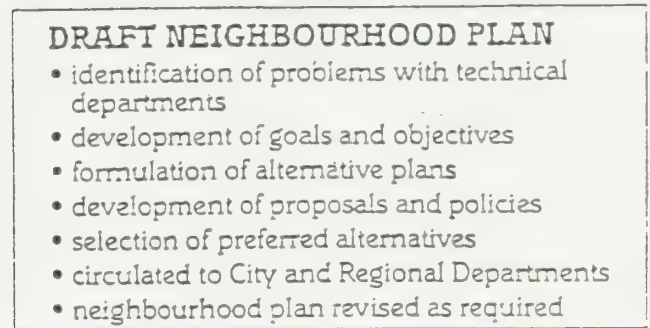 DRAFT NEIGHBOURHOOD PLAN
• identification of problems with technical
departments
• development of goals and objectives
• formulation of alternative plans
• development of proposals and policies
• selection of preferred alternatives
• circulated to City and Regional Departments
• neighbourhood plan revised as required